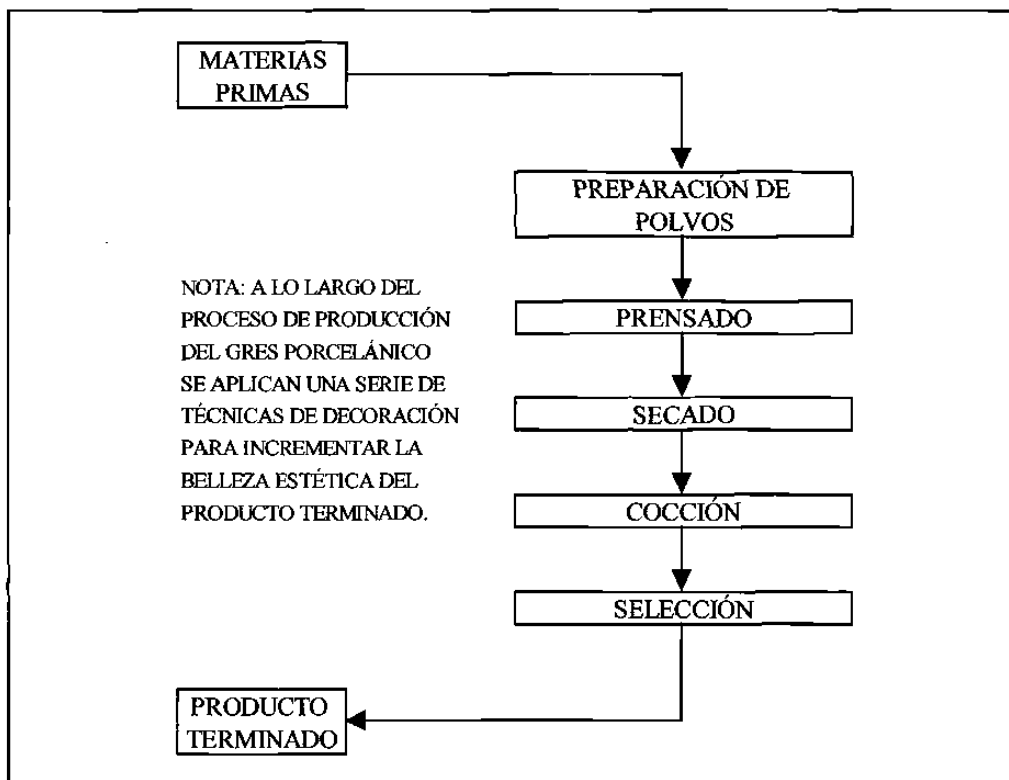 MATERIAS
PRIMAS
PREPARACIÓN DE
POLVOS
NOTA: A LO LARGO DEL
PROCESO DE PRODUCCIÓN
DEL GRES PORCELÁNICO
SE APLICAN UNA SERIE DE
TÉCNICAS DE DECORACIÓN
PARA INCREMENTAR LA
BELLEZA ESTÉTICA DEL
PRODUCTO TERMINADO.
PRENSADO
SECADO
COCCIÓN
SELECCIÓN
PRODUCTO
TERMINADO